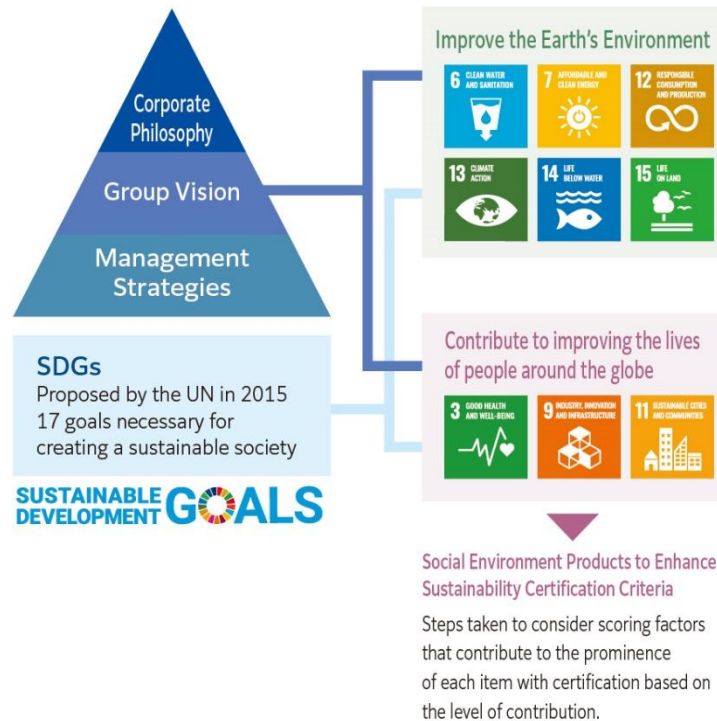 Corporate
Philosophy
Group Vision
Management
Strategies
SDGs
Proposed by the UN in 2015
17 goals necessary for
creating a sustainable society
SUSTAINABLE
DEVELOPMENT
GOALS
Improve the Earth's Environment
6 CLEAN WATER
AND SANITATION
7 AFFORDABLE AND
CLEAN ENERGY
12 RESPONSIBLE
CONSUMPTION
AND PRODUCTION
13 CLIMATE
ACTION
14 LIFE
BELOW WATER
15 LIFE
ON LAND
Contribute to improving the lives
of people around the globe
3 GOOD HEALTH
AND WELL-BEING
9 INDUSTRY, INNOVATION
AND INFRASTRUCTURE
11 SUSTAINABLE CITIES
AND COMMUNITIES
Social Environment Products to Enhance
Sustainability Certification Criteria
Steps taken to consider scoring factors
that contribute to the prominence
of each item with certification based on
the level of contribution.